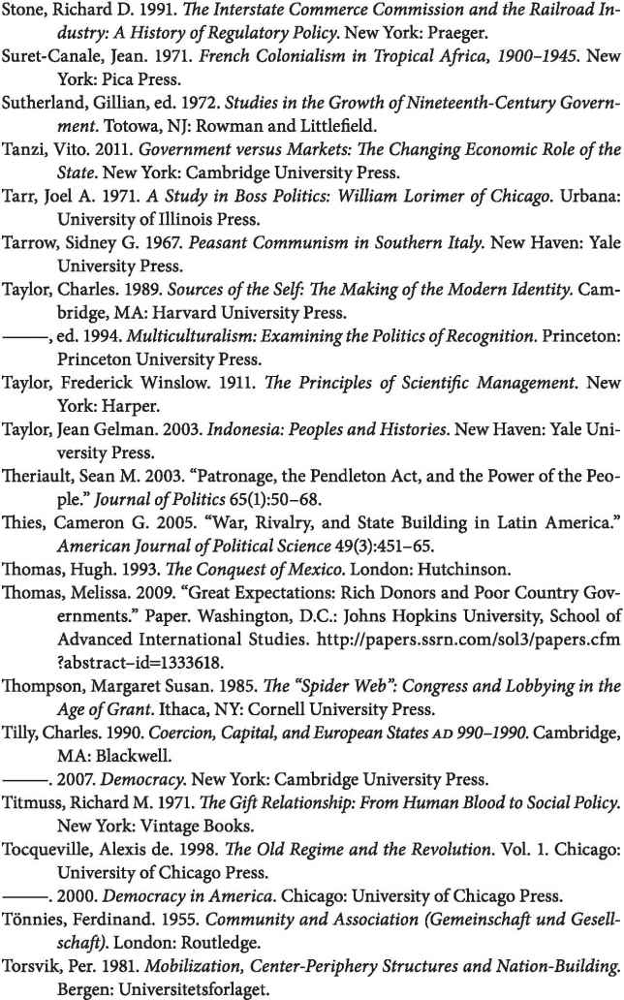 Stone, Richard D. 1991. The Interstate Commerce Commission and the Railroad In-
dustry: A History of Regulatory Policy. New York: Praeger.
Suret-Canale, Jean. 1971. French Colonialism in Tropical Africa, 1900–1945. New
York: Pica Press.
Sutherland, Gillian, ed. 1972. Studies in the Growth of Nineteenth-Century Govern-
ment. Totowa, NJ: Rowman and Littlefield.
Tanzi, Vito. 2011. Government versus Markets: The Changing Economic Role of the
State. New York: Cambridge University Press.
Tarr, Joel A. 1971. A Study in Boss Politics: William Lorimer of Chicago. Urbana:
University of Illinois Press.
Tarrow, Sidney G. 1967. Peasant Communism in Southern Italy. New Haven: Yale
University Press.
Taylor, Charles. 1989. Sources of the Self: The Making of the Modern Identity. Cam-
bridge, MA: Harvard University Press.
———, ed. 1994. Multiculturalism: Examining the Politics of Recognition. Princeton:
Princeton University Press.
Taylor, Frederick Winslow. 1911. The Principles of Scientific Management. New
York: Harper.
Taylor, Jean Gelman. 2003. Indonesia: Peoples and Histories. New Haven: Yale Uni-
versity Press.
Theriault, Sean M. 2003. “Patronage, the Pendleton Act, and the Power of the Peo-
ple.” Journal of Politics 65(1):50–68.
Thies, Cameron G. 2005. “War, Rivalry, and State Building in Latin America.”
American Journal of Political Science 49(3):451–65.
Thomas, Hugh. 1993. The Conquest of Mexico. London: Hutchinson.
Thomas, Melissa. 2009. “Great Expectations: Rich Donors and Poor Country Gov-
ernments.” Paper. Washington, D.C.: Johns Hopkins University, School of
Advanced International Studies. http://papers.ssrn.com/sol3/papers.cfm
?abstract–id=1333618.
Thompson, Margaret Susan. 1985. The “Spider Web”: Congress and Lobbying in the
Age of Grant. Ithaca, NY: Cornell University Press.
Tilly, Charles. 1990. Coercion, Capital, and European States AD 990–1990. Cambridge,
MA: Blackwell.
———. 2007. Democracy. New York: Cambridge University Press.
Titmuss, Richard M. 1971. The Gift Relationship: From Human Blood to Social Policy.
New York: Vintage Books.
Tocqueville, Alexis de. 1998. The Old Regime and the Revolution. Vol. 1. Chicago:
University of Chicago Press.
———. 2000. Democracy in America. Chicago: University of Chicago Press.
Tönnies, Ferdinand. 1955. Community and Association (Gemeinschaft und Gesell-
schaft). London: Routledge.
Torsvik, Per. 1981. Mobilization, Center-Periphery Structures and Nation-Building.
Bergen: Universitetsforlaget.